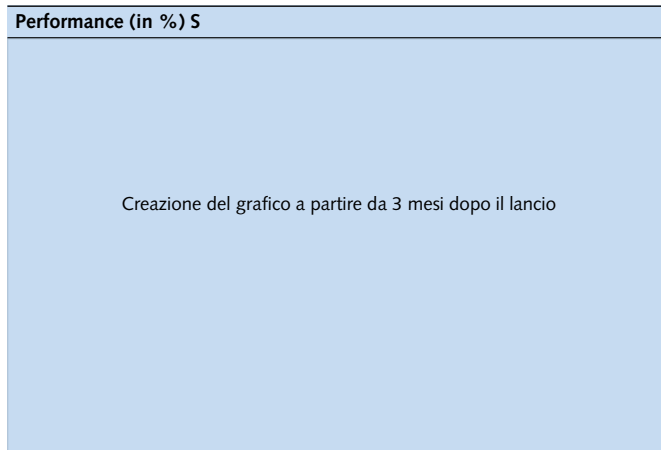 Performance (in %) S
Creazione del grafico a partire da 3 mesi dopo il lancio